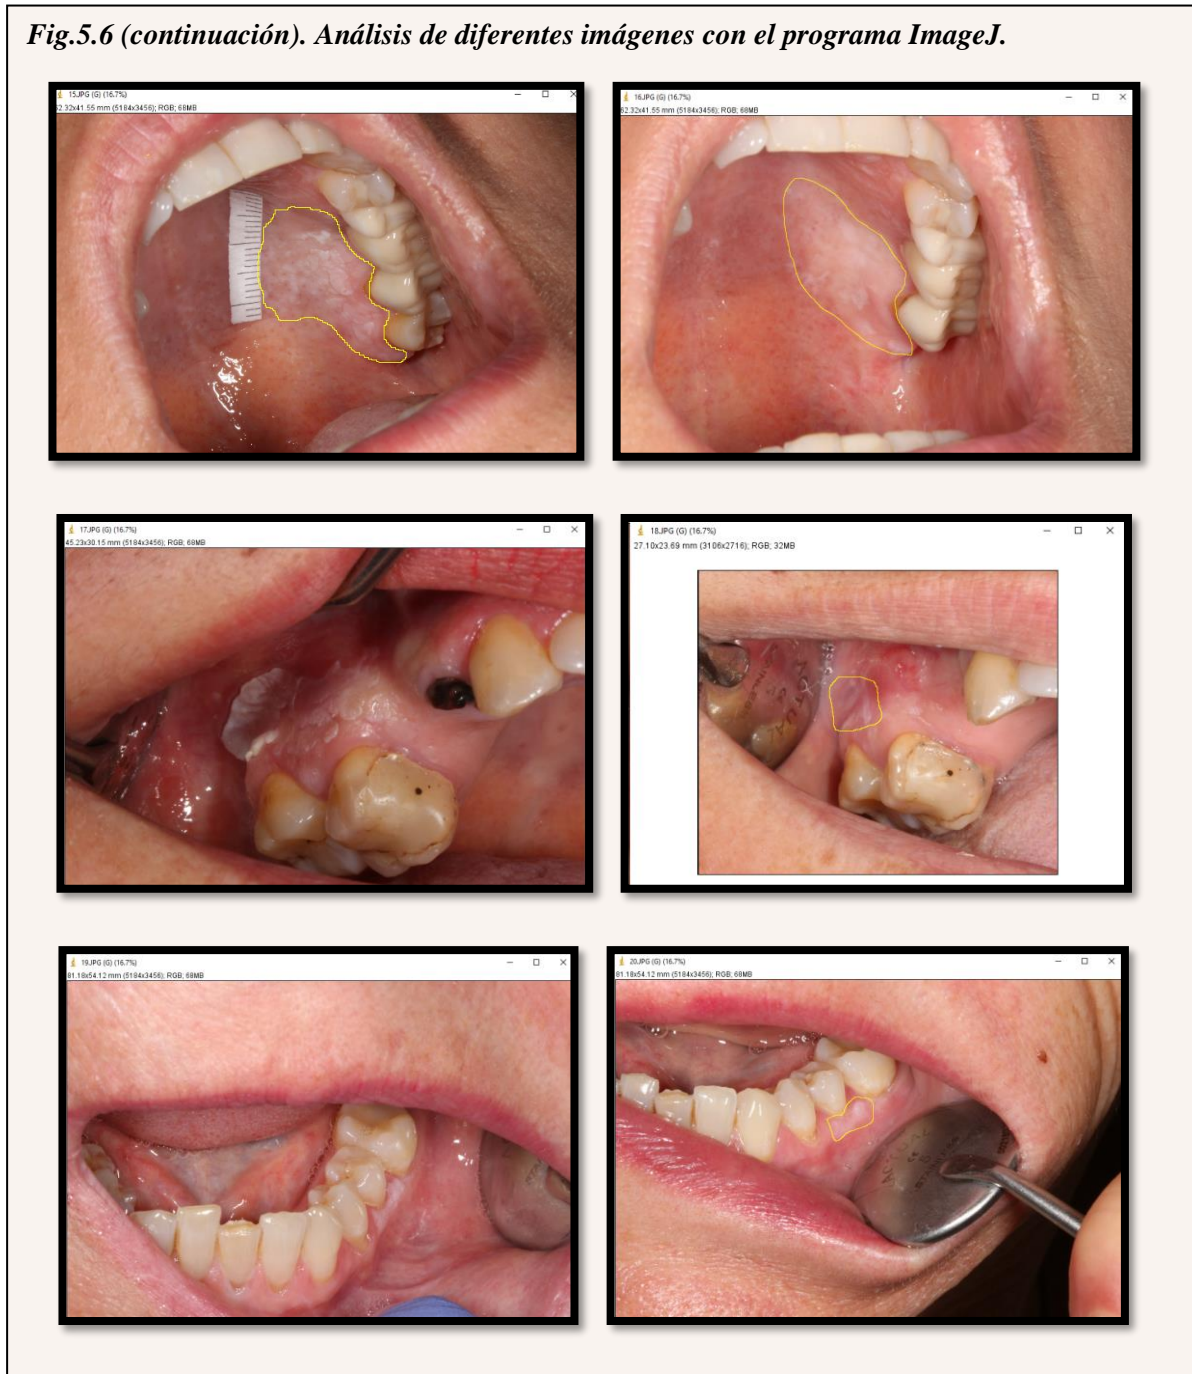 Fig.5.6 (continuación). Análisis de diferentes imágenes con el programa ImageJ.
15.JPG (G) (16.7%)
62.32x41.55 mm (5184x3456); RGB; 68MB
16.JPG (G) (16.7%)
62.32x41.55 mm (5184x3456); RGB; 68MB
17.JPG (G) (16.7%)
45.23x30.15 mm (5184x3456); RGB; 68MB
18.JPG (G) (16.7%)
27.10x23.69 mm (3106x2716); RGB; 32MB
19.JPG (G) (16.7%)
81.18x54.12 mm (5184x3456); RGB; 68MB
20.JPG (G) (16.7%)
81.18x54.12 mm (5184x3456); RGB; 68MB